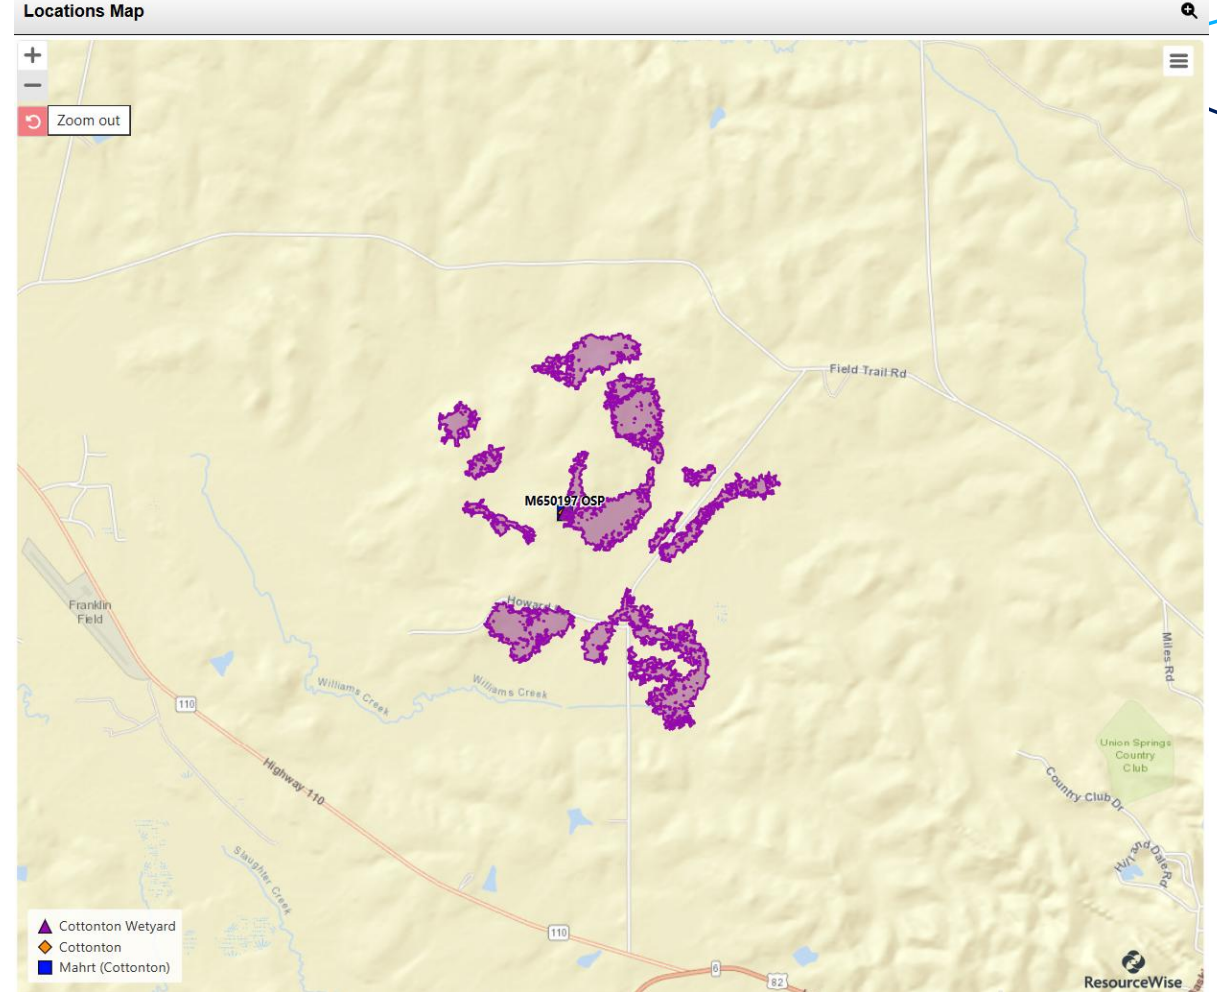 Locations Map
+
−
Zoom out
Field Trail Rd
M650197 OSP
Howard
Franklin
Field
Miles Rd
Williams Creek
Williams Creek
110
Union Springs
Country
Club
Highway 110
Country Club Dr
Slaughter Creek
110
6
82
Cottonton Wetyard
Cottonton
Mahrt (Cottonton)
ResourceWise